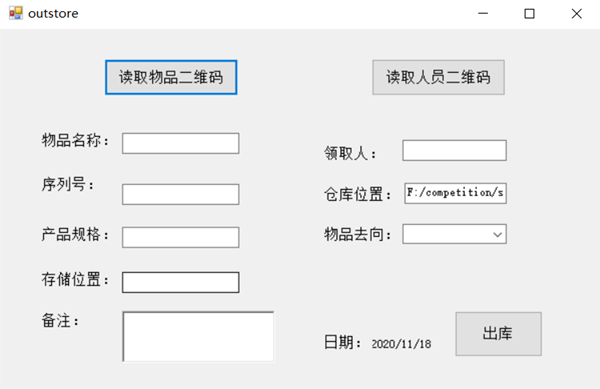 outstore
读取物品二维码
读取人员二维码
物品名称：
领取人：
序列号：
仓库位置：
F:/competition/s
产品规格：
物品去向：
存储位置：
备注：
日期：
2020/11/18
出库